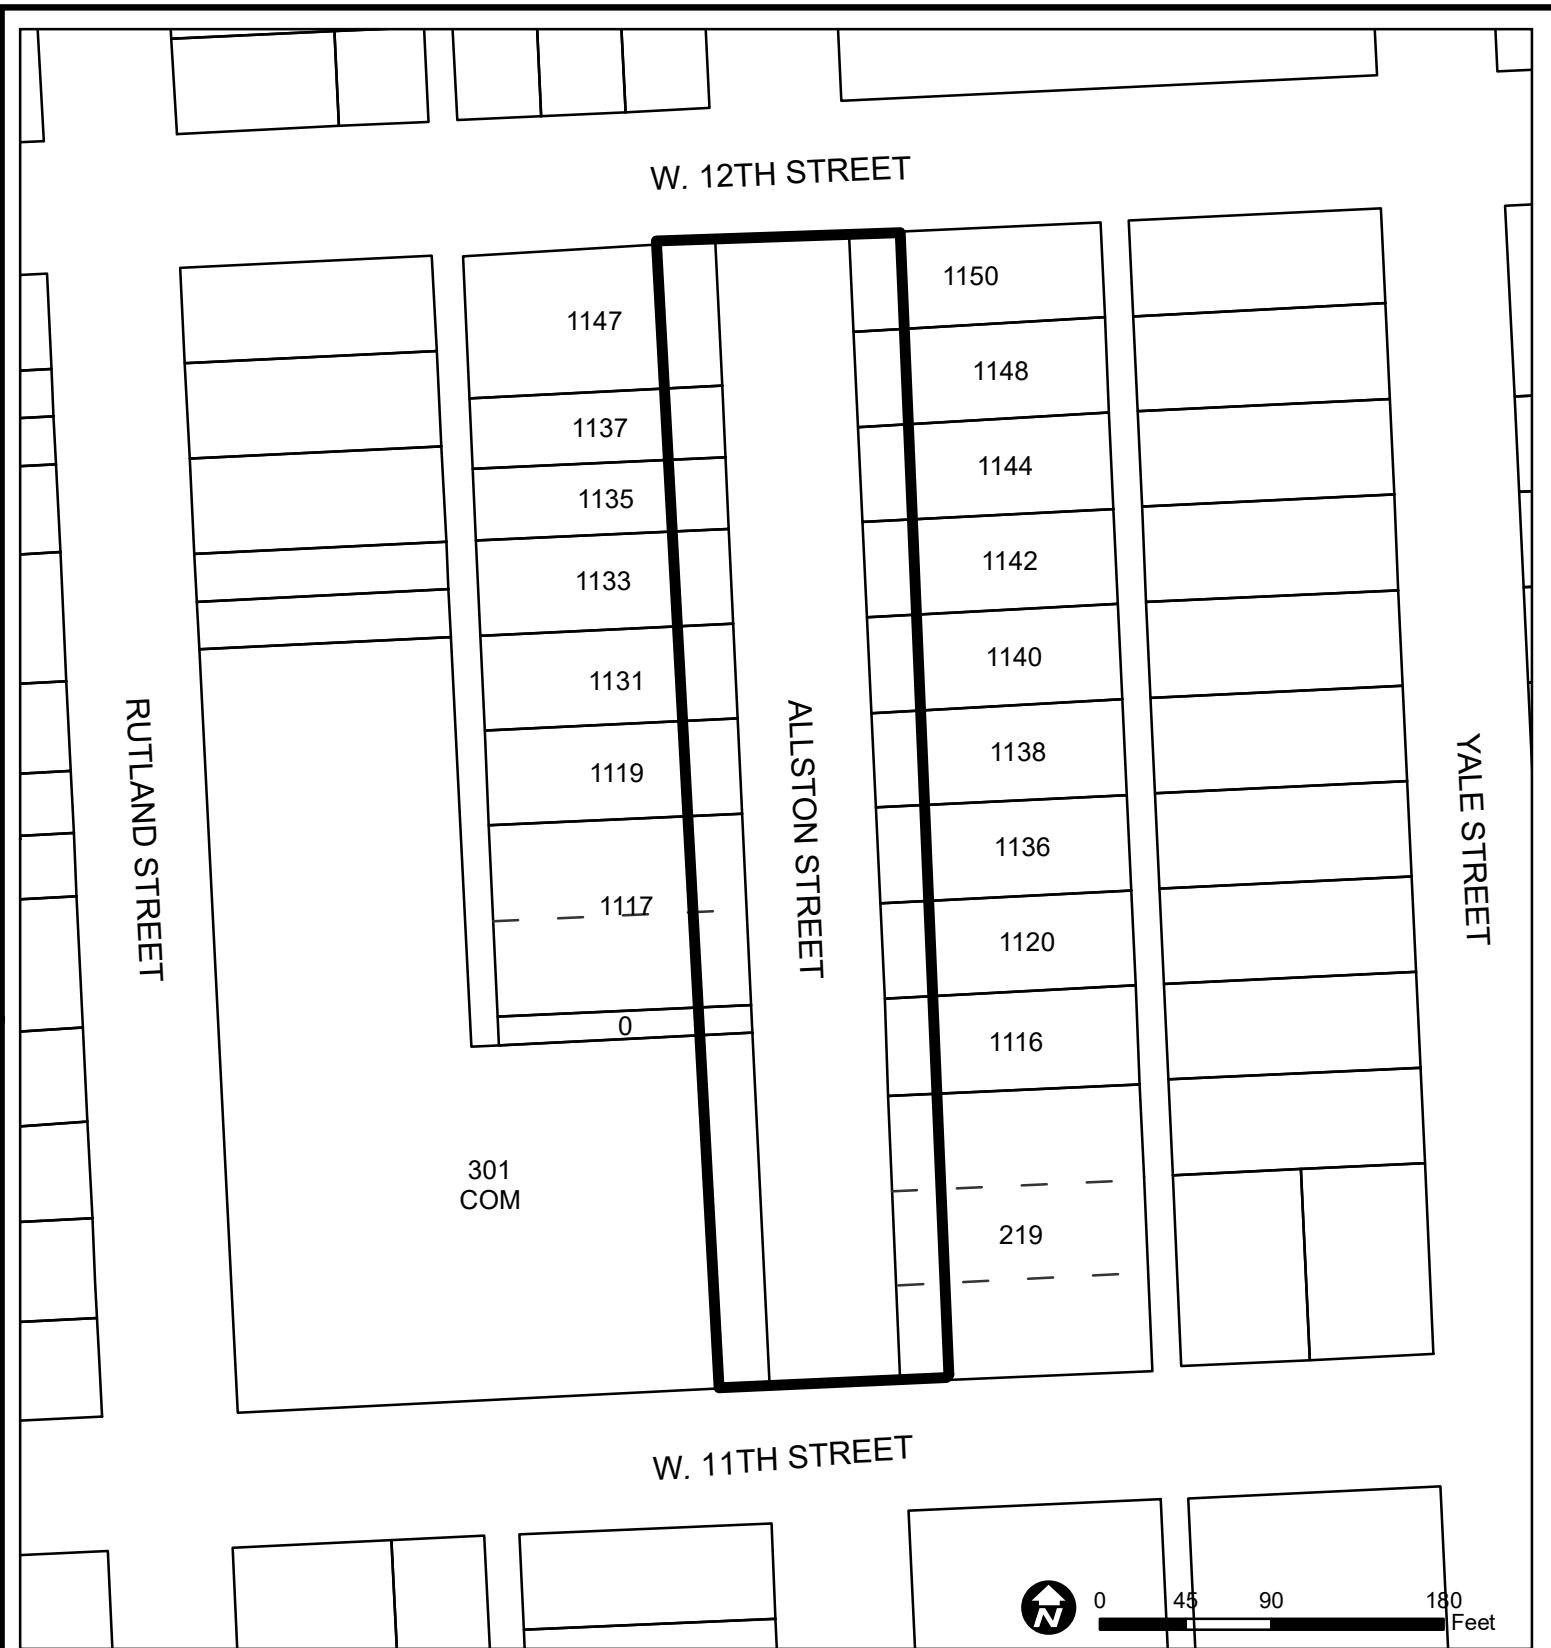 W. 12TH STREET
1150
1147
1148
1137
1144
1135
1142
1133
1140
1131
RUTLAND STREET
ALLSTON STREET
YALE STREET
1138
1119
1136
1117
1120
0
1116
301
COM
219
W. 11TH STREET
N
0 45 90 180
Feet